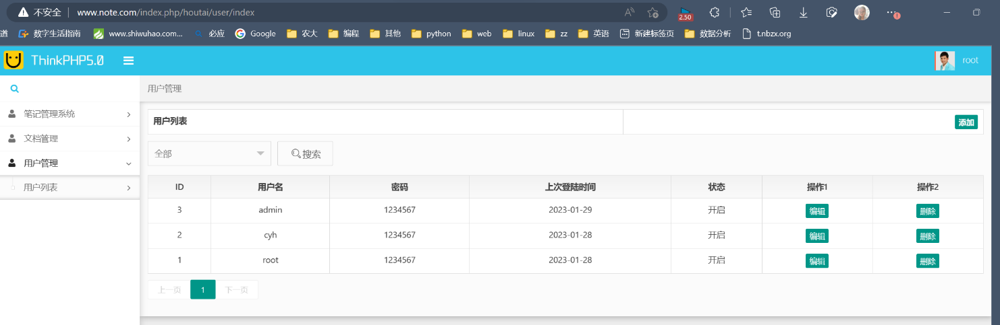 不安全 www.note.com/index.php/houtai/user/index 2.50
道 数字生活指南 www.shiwuhao.com... 必应 Google 农大 编程 其他 python web linux zz 英语 新建标签页 数据分析 t.nbzx.org
ThinkPHP5.0 root
用户管理
笔记管理系统
文档管理
用户管理
用户列表
用户列表 添加
全部 搜索
ID 用户名 密码 上次登陆时间 状态 操作1 操作2
3 admin 1234567 2023-01-29 开启 编辑 删除
2 cyh 1234567 2023-01-28 开启 编辑 删除
1 root 1234567 2023-01-28 开启 编辑 删除
上一页 1 下一页